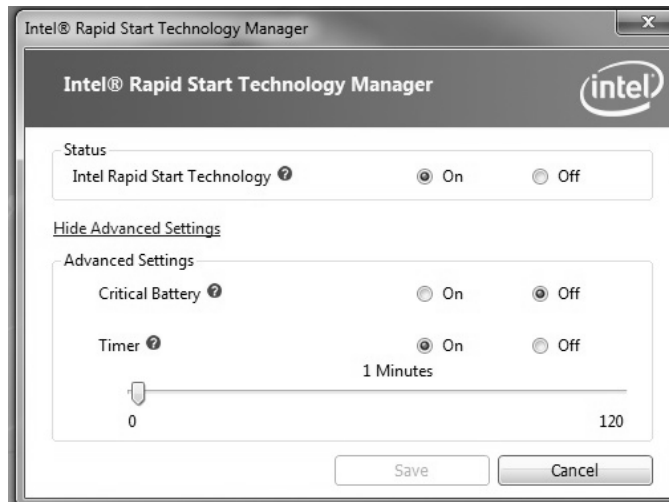 Intel® Rapid Start Technology Manager
X
Intel® Rapid Start Technology Manager
intel
Status
Intel Rapid Start Technology ? On Off
Hide Advanced Settings
Advanced Settings
Critical Battery ? On Off
Timer ? On Off
1 Minutes
0 120
Save Cancel